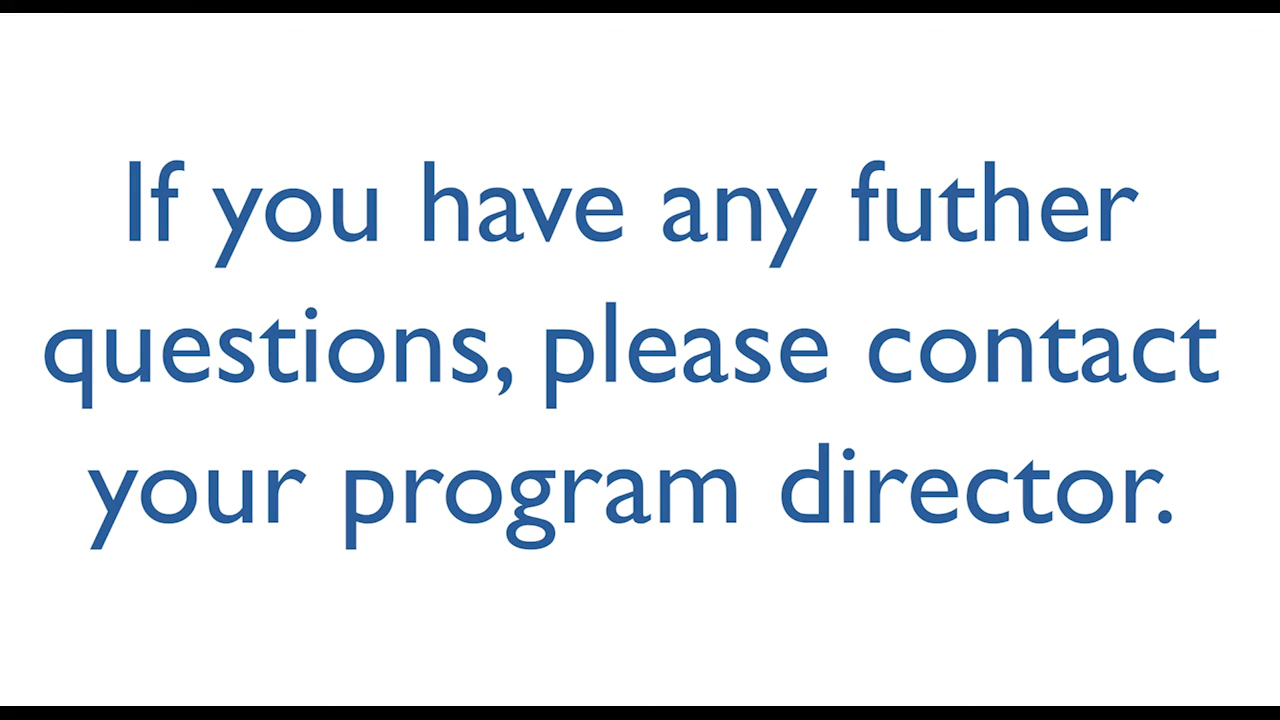 If you have any futher
questions, please contact
your program director.